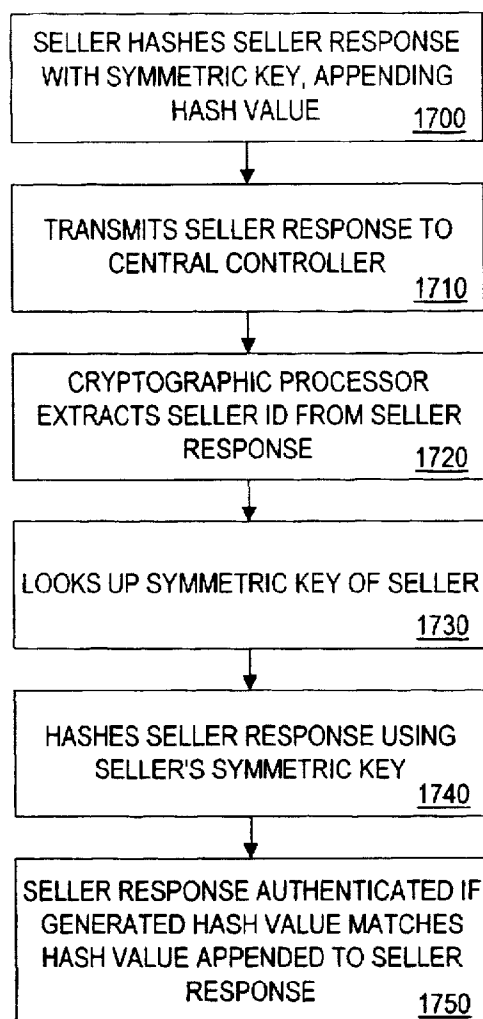 SELLER HASHES SELLER RESPONSE
WITH SYMMETRIC KEY, APPENDING
HASH VALUE
1700
TRANSMITS SELLER RESPONSE TO
CENTRAL CONTROLLER
1710
CRYPTOGRAPHIC PROCESSOR
EXTRACTS SELLER ID FROM SELLER
RESPONSE
1720
LOOKS UP SYMMETRIC KEY OF SELLER
1730
HASHES SELLER RESPONSE USING
SELLER'S SYMMETRIC KEY
1740
SELLER RESPONSE AUTHENTICATED IF
GENERATED HASH VALUE MATCHES
HASH VALUE APPENDED TO SELLER
RESPONSE
1750